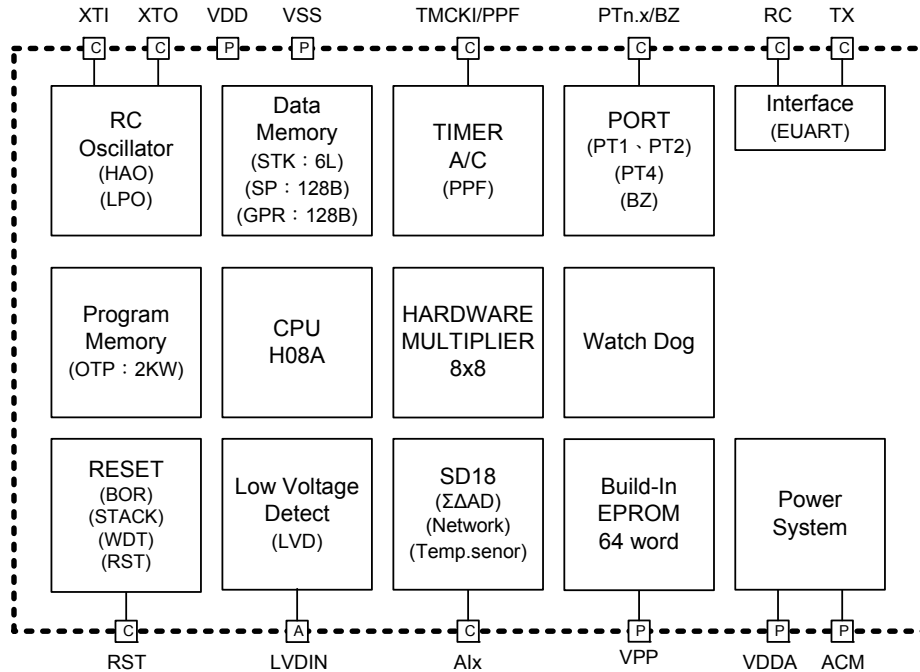 XTI XTO VDD VSS TMCKI/PPF PTn.x/BZ RC TX
C C P P C C C C
RC
Oscillator
(HAO)
(LPO)
Data
Memory
(STK：6L)
(SP：128B)
(GPR：128B)
TIMER
A/C
(PPF)
PORT
(PT1、PT2)
(PT4)
(BZ)
Interface
(EUART)
Program
Memory
(OTP：2KW)
CPU
H08A
HARDWARE
MULTIPLIER
8x8
Watch Dog
RESET
(BOR)
(STACK)
(WDT)
(RST)
Low Voltage
Detect
(LVD)
SD18
(ΣΔAD)
(Network)
(Temp.senor)
Build-In
EPROM
64 word
Power
System
C A C P P P
RST LVDIN AIx VPP VDDA ACM